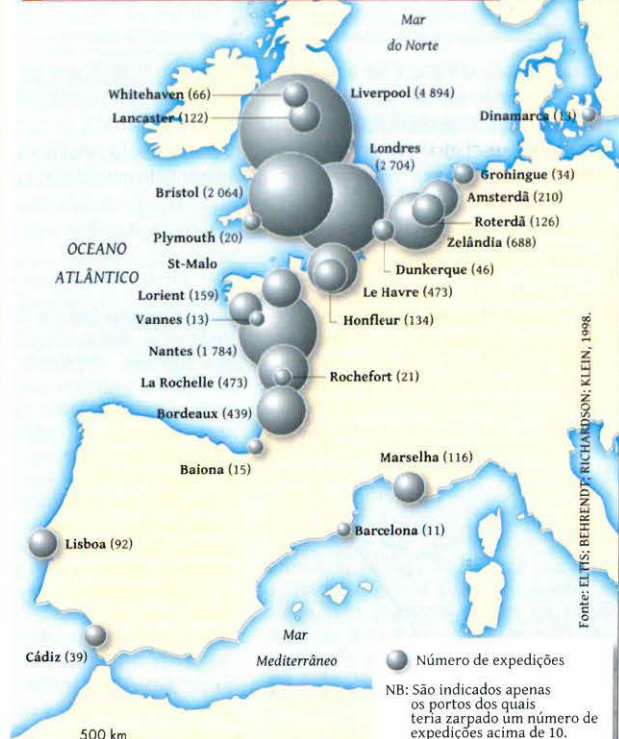 Mar
do Norte
Whitehaven (66)
Liverpool (4 894)
Lancaster (122)
Dinamarca (13)
Londres
(2 704)
Groningue (34)
Bristol (2 064)
Amsterdã (210)
Roterdã (126)
Plymouth (20)
Zelândia (688)
OCEANO
ATLÂNTICO
St-Malo
Dunkerque (46)
Lorient (159)
Le Havre (473)
Vannes (13)
Honfleur (134)
Nantes (1 784)
La Rochelle (473)
Rochefort (21)
Bordeaux (439)
Baiona (15)
Marselha (116)
Barcelona (11)
Lisboa (92)
Cádiz (39)
Mar
Mediterrâneo
500 km
Número de expedições
NB: São indicados apenas
os portos dos quais
teria zarpado um número de
expedições acima de 10.
Fonte: ELTIS; BEHRENDT; RICHARDSON; KLEIN, 1998.